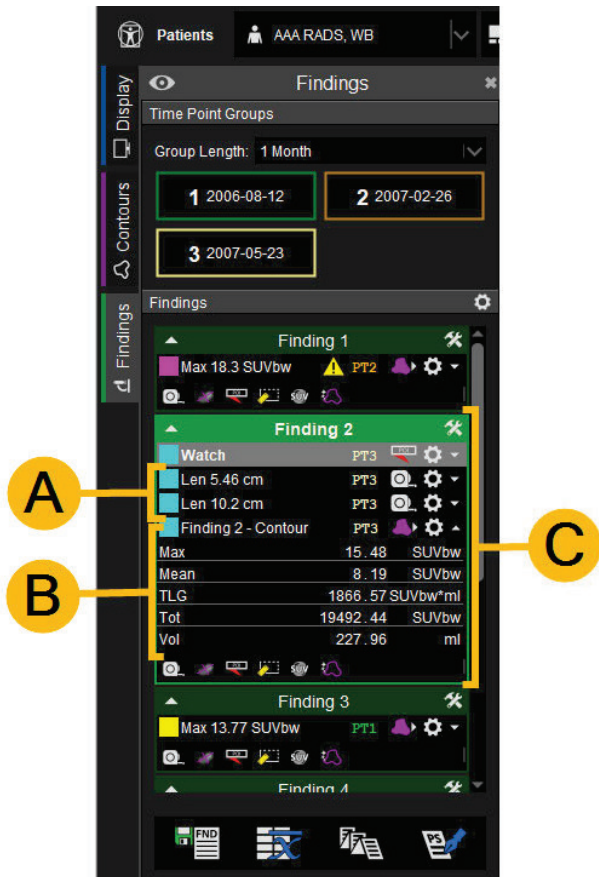 Patients AAA RADS, WB
Display
Contours
Findings
Findings
Time Point Groups
Group Length: 1 Month
1 2006-08-12 2 2007-02-26
3 2007-05-23
Findings
Finding 1
Max 18.3 SUVbw PT2
SUV
Finding 2
Watch PT3
Len 5.46 cm PT3
Len 10.2 cm PT3
Finding 2 - Contour PT3
Max 15.48 SUVbw
Mean 8.19 SUVbw
TLG 1866.57 SUVbw*ml
Tot 19492.44 SUVbw
Vol 227.96 ml
SUV
Finding 3
Max 13.77 SUVbw PT1
SUV
Finding 4
FND PS
A
B
C